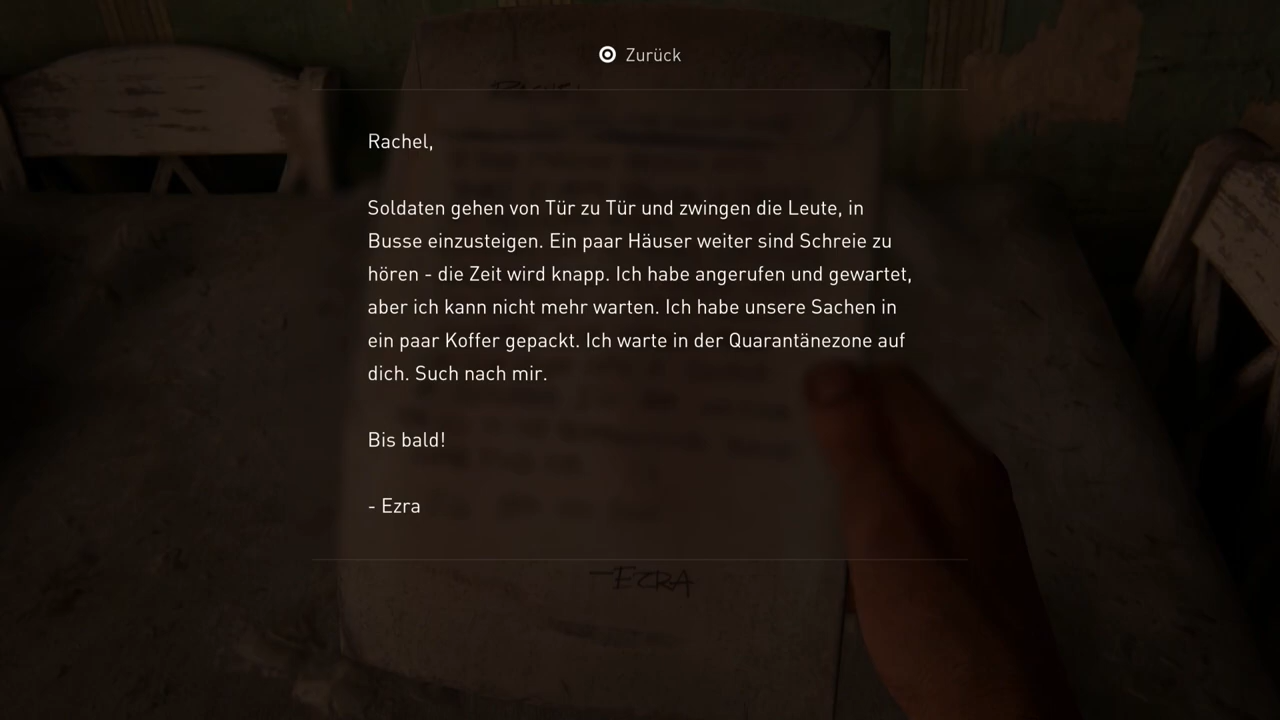 Zurück
Rachel,
Soldaten gehen von Tür zu Tür und zwingen die Leute, in
Busse einzusteigen. Ein paar Häuser weiter sind Schreie zu
hören - die Zeit wird knapp. Ich habe angerufen und gewartet,
aber ich kann nicht mehr warten. Ich habe unsere Sachen in
ein paar Koffer gepackt. Ich warte in der Quarantänezone auf
dich. Such nach mir.
Bis bald!
- Ezra
-EZRA